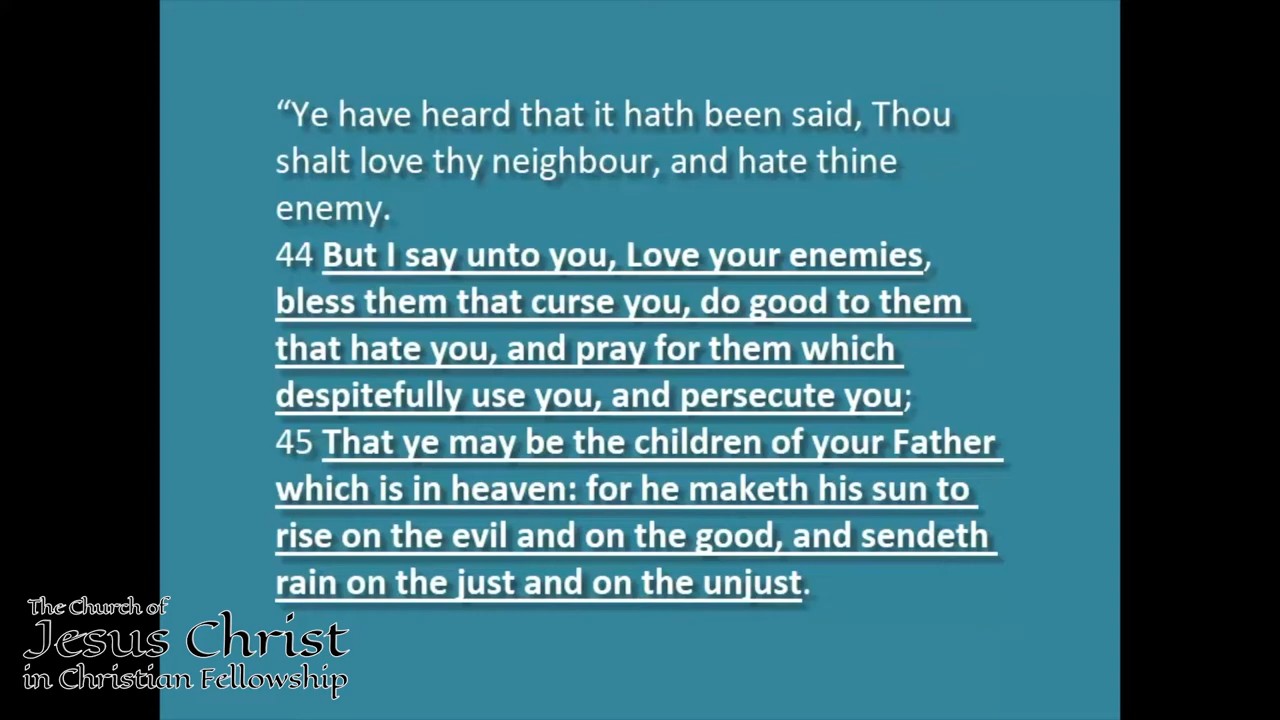 “Ye have heard that it hath been said, Thou
shalt love thy neighbour, and hate thine
enemy.
44 But I say unto you, Love your enemies,
bless them that curse you, do good to them
that hate you, and pray for them which
despitefully use you, and persecute you;
45 That ye may be the children of your Father
which is in heaven: for he maketh his sun to
rise on the evil and on the good, and sendeth
rain on the just and on the unjust.
The Church of
Jesus Christ
in Christian Fellowship